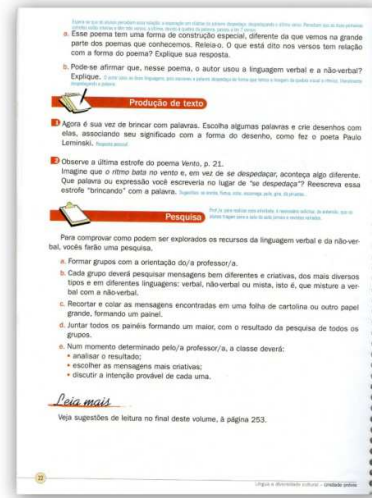 a. Esse poema tem uma forma de construção especial, diferente da que vemos na grande
parte dos poemas que conhecemos. Releia-o. O que está dito nos versos tem relação
com a forma do poema? Explique sua resposta.
b. Pode-se afirmar que, nesse poema, o autor usou a linguagem verbal e a não-verbal?
Explique.
Produção de texto
1 Agora é sua vez de brincar com palavras. Escolha algumas palavras e crie desenhos com
elas, associando seu significado com a forma do desenho, como fez o poeta Paulo
Leminski. Resposta pessoal.
2 Observe a última estrofe do poema Vento, p. 21.
Imagine que o ritmo bata no vento e, em vez de se despedaçar, aconteça algo diferente.
Que palavra ou expressão você escreveria no lugar de "se despedaça"? Reescreva essa
estrofe "brincando" com a palavra.
Pesquisa
Para comprovar como podem ser explorados os recursos da linguagem verbal e da não-ver-
bal, vocês farão uma pesquisa.
a. Formar grupos com a orientação do/a professor/a.
b. Cada grupo deverá pesquisar mensagens bem diferentes e criativas, dos mais diversos
tipos e em diferentes linguagens: verbal, não-verbal ou mista, isto é, que misture a ver-
bal com a não-verbal.
c. Recortar e colar as mensagens encontradas em uma folha de cartolina ou outro papel
grande, formando um painel.
d. Juntar todos os painéis formando um maior, com o resultado da pesquisa de todos os
grupos.
e. Num momento determinado pelo/a professor/a, a classe deverá:
• analisar o resultado;
• escolher as mensagens mais criativas;
• discutir a intenção provável de cada uma.
Leia mais
Veja sugestões de leitura no final deste volume, à página 253.
22
Língua e diversidade cultural – Unidade prévia